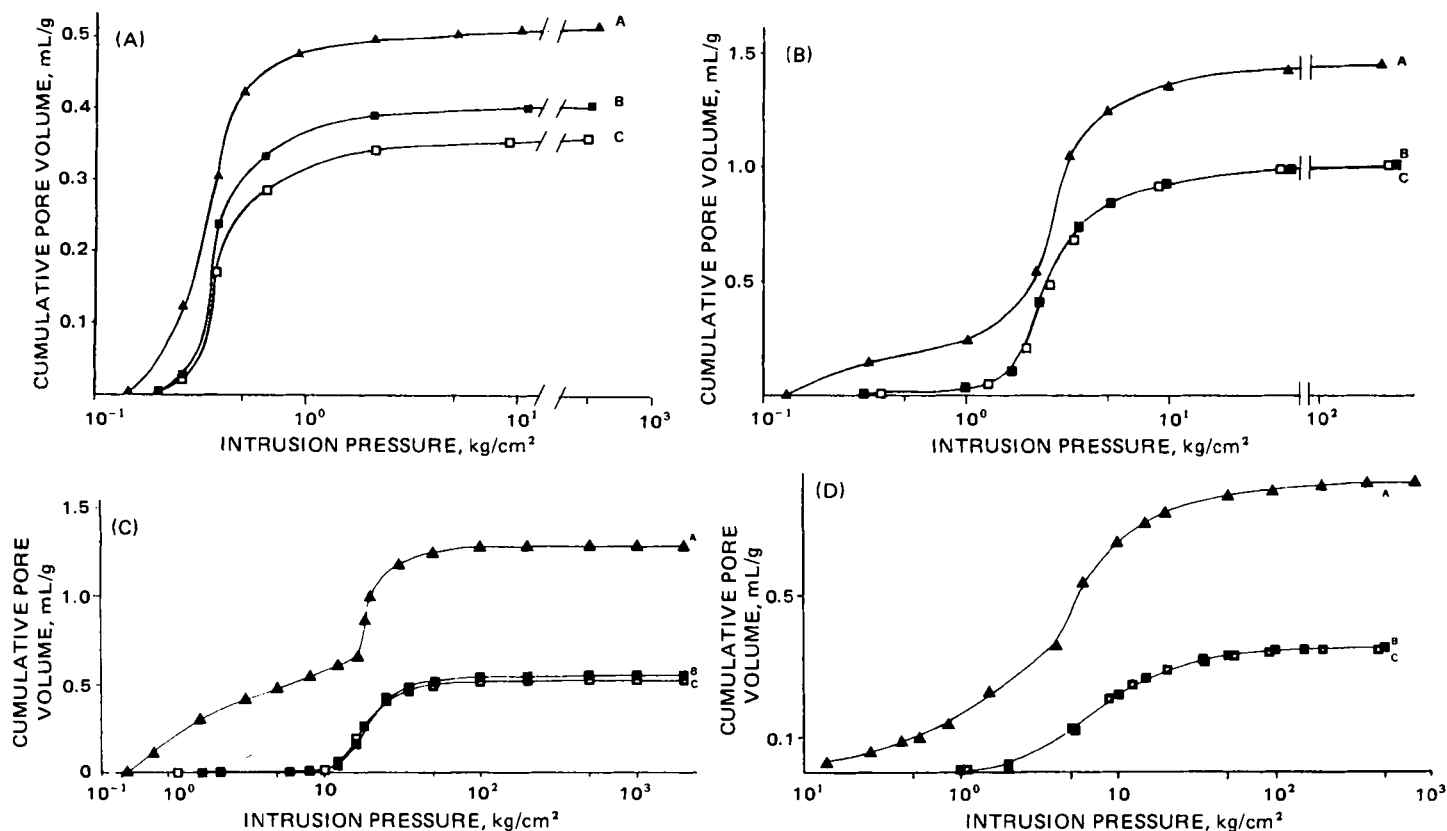 (A)
CUMULATIVE PORE VOLUME, mL/g
0.5
0.4
0.3
0.2
0.1
A
B
C
10⁻¹ 10⁰ 10¹ 10³
INTRUSION PRESSURE, kg/cm²
(B)
CUMULATIVE PORE VOLUME, mL/g
1.5
1.0
0.5
A
B
C
10⁻¹ 10⁰ 10¹ 10²
INTRUSION PRESSURE, kg/cm²
(C)
CUMULATIVE PORE
VOLUME, mL/g
1.5
1.0
0.5
0
A
B
C
10⁻¹ 10⁰ 10 10² 10³
INTRUSION PRESSURE, kg/cm²
(D)
CUMULATIVE PORE
VOLUME, mL/g
0.5
0.1
A
B
C
10¹ 10⁰ 10 10² 10³
INTRUSION PRESSURE, kg/cm²